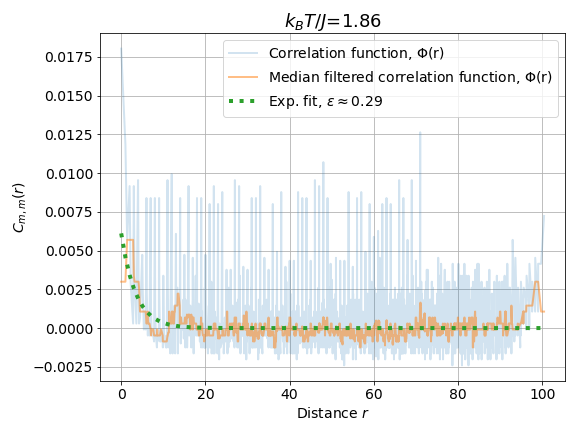 k_BT/J=1.86
Correlation function, Φ(r)
Median filtered correlation function, Φ(r)
Exp. fit, ε ≈ 0.29
C_{m,m}(r)
0.0175
0.0150
0.0125
0.0100
0.0075
0.0050
0.0025
0.0000
−0.0025
0 20 40 60 80 100
Distance r